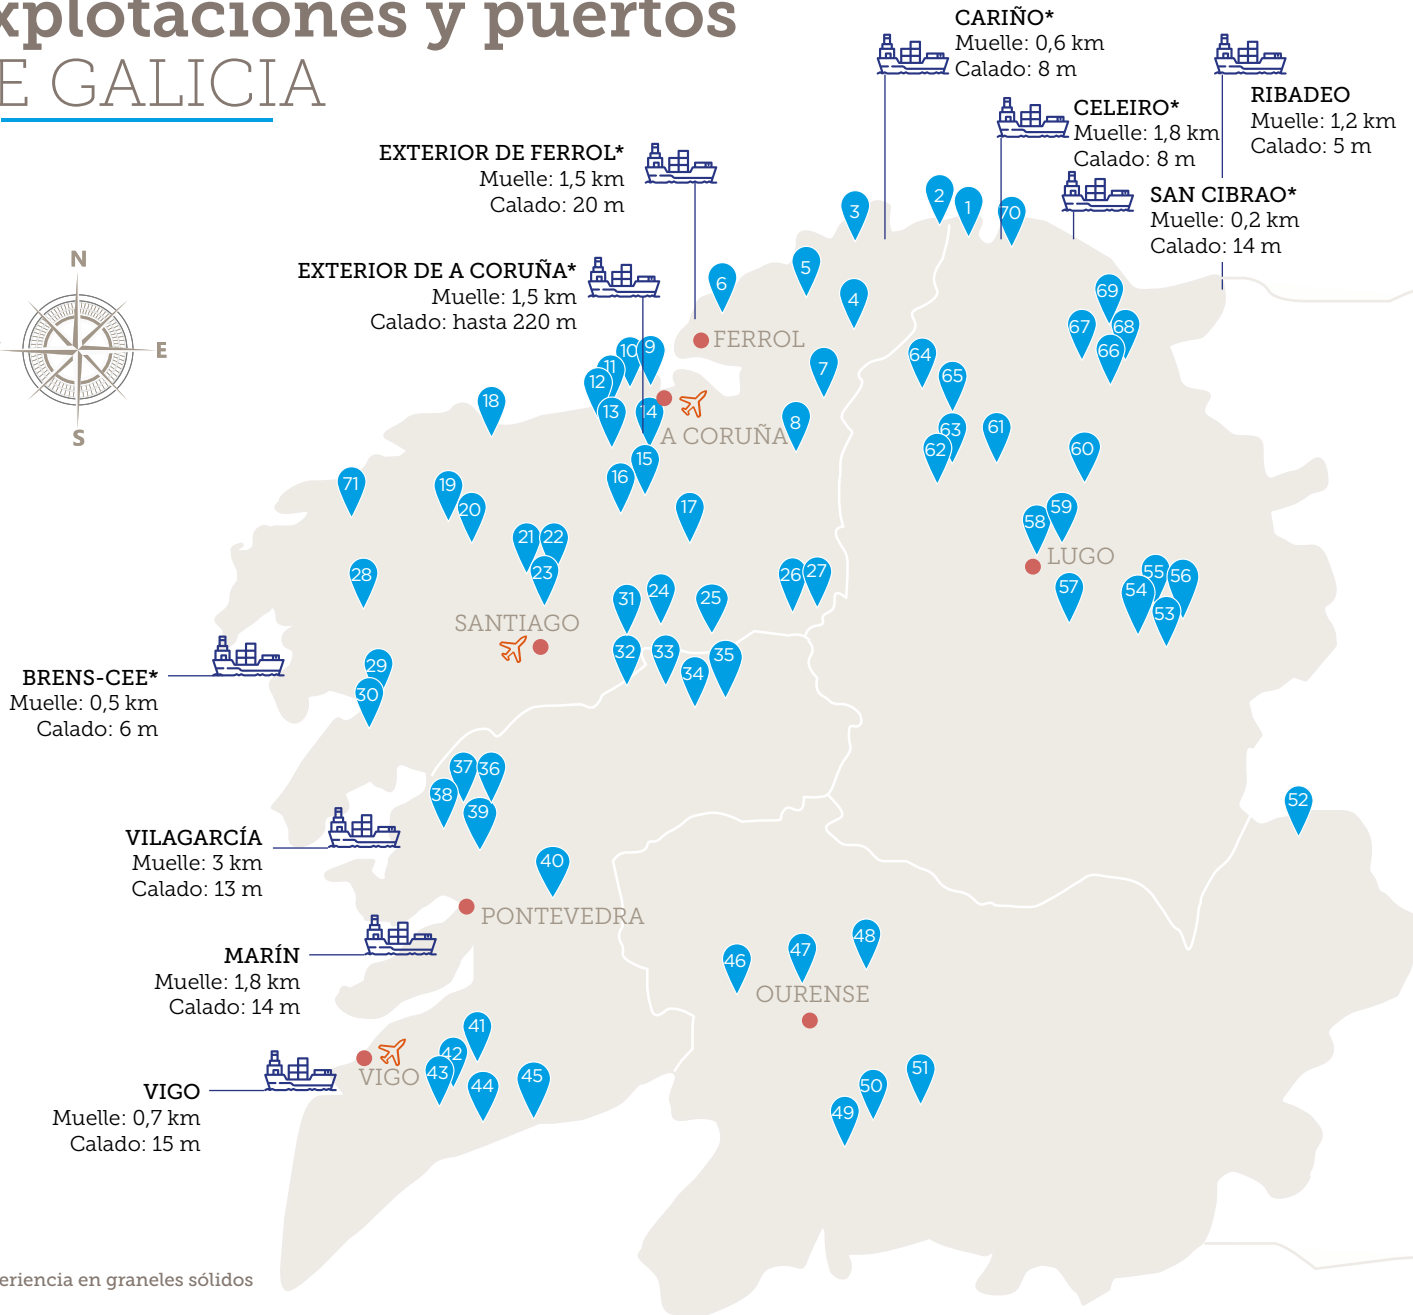 xplotaciones y puertos
E GALICIA
CARIÑO*
Muelle: 0,6 km
Calado: 8 m
RIBADEO
Muelle: 1,2 km
Calado: 5 m
CELEIRO*
Muelle: 1,8 km
Calado: 8 m
SAN CIBRAO*
Muelle: 0,2 km
Calado: 14 m
EXTERIOR DE FERROL*
Muelle: 1,5 km
Calado: 20 m
EXTERIOR DE A CORUÑA*
Muelle: 1,5 km
Calado: hasta 220 m
N
E
S
3
2
1
70
5
6
4
69
67
68
66
FERROL
10
9
11
12
7
64
65
18
13
14
8
A CORUÑA
63
61
62
60
15
16
71
19
20
17
59
58
LUGO
21
22
23
28
26
27
55
56
54
57
53
31
24
25
SANTIAGO
32
33
35
34
29
30
BRENS-CEE*
Muelle: 0,5 km
Calado: 6 m
37
36
38
39
52
VILAGARCÍA
Muelle: 3 km
Calado: 13 m
40
PONTEVEDRA
MARÍN
Muelle: 1,8 km
Calado: 14 m
46
47
48
OURENSE
41
42
43
44
45
VIGO
VIGO
Muelle: 0,7 km
Calado: 15 m
51
50
49
eriencia en graneles sólidos